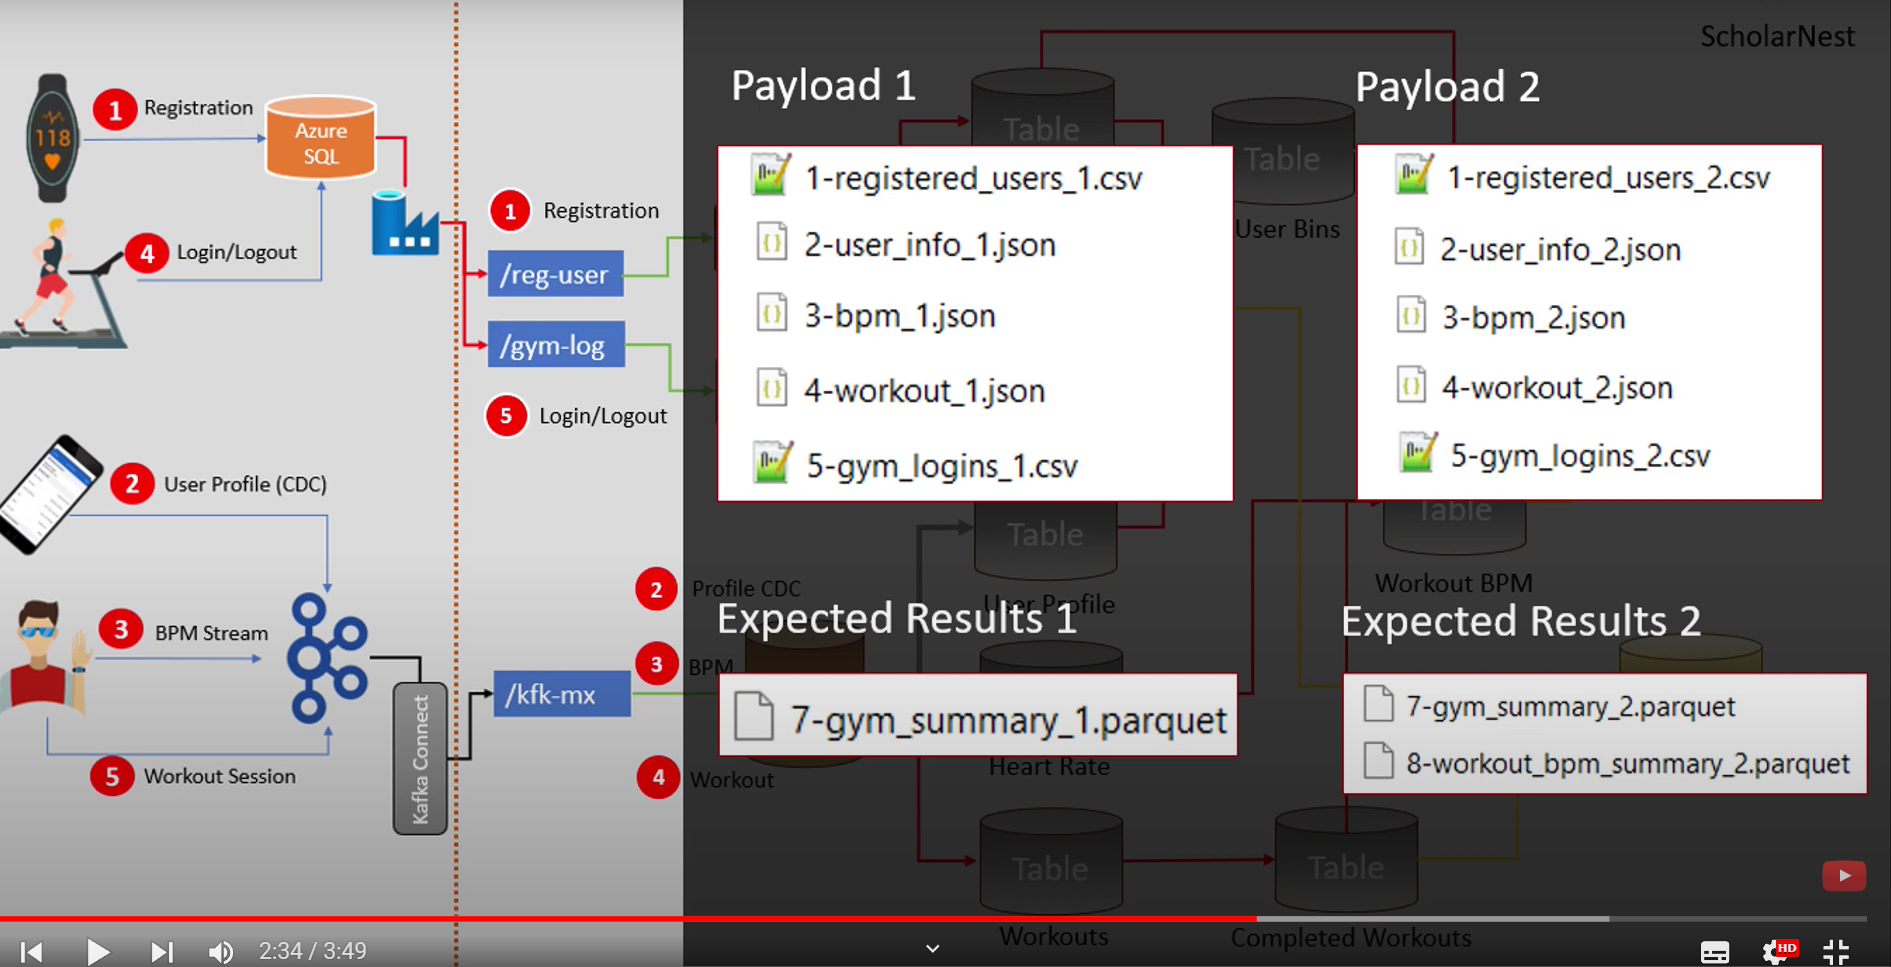 ScholarNest
Payload 1
Payload 2
1 Registration
Azure
SQL
118
Table
Table
1-registered_users_1.csv
1-registered_users_2.csv
1 Registration
User Bins
4 Login/Logout
2-user_info_1.json
2-user_info_2.json
/reg-user
3-bpm_1.json
3-bpm_2.json
/gym-log
4-workout_1.json
4-workout_2.json
5 Login/Logout
5-gym_logins_1.csv
5-gym_logins_2.csv
2 User Profile (CDC)
Table
Table
2 Profile CDC
User Profile
Workout BPM
Expected Results 1
Expected Results 2
3 BPM Stream
3 BPM
/kfk-mx
7-gym_summary_1.parquet
7-gym_summary_2.parquet
8-workout_bpm_summary_2.parquet
Heart Rate
5 Workout Session
Kafka Connect
4 Workout
Table
Table
Workouts
Completed Workouts
2:34 / 3:49
HD